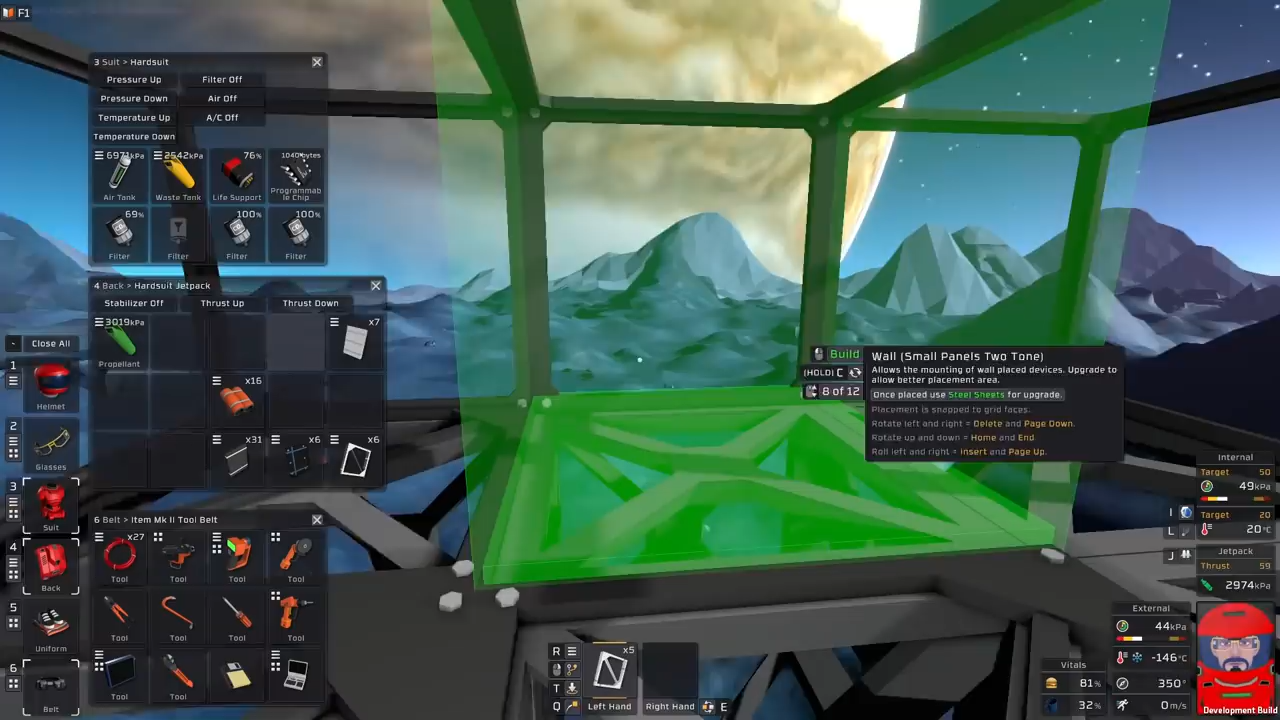 F1
3 Suit > Hardsuit
Pressure Up
Filter Off
Pressure Down
Air Off
Temperature Up
A/C Off
Temperature Down
6971kPa
2542kPa
76%
1040 bytes
Air Tank
Waste Tank
Life Support
Programmab
le Chip
69%
100%
100%
Filter
Filter
Filter
Filter
4 Back > Hardsuit Jetpack
Stabilizer Off
Thrust Up
Thrust Down
3019kPa
x7
Propellant
x16
x31
x6
x6
Close All
1
Helmet
2
Glasses
3
Suit
4
Back
5
Uniform
6
Belt
6 Belt > Item Mk II Tool Belt
x27
Tool
Tool
Tool
Tool
Tool
Tool
Tool
Tool
Tool
Tool
Tool
Tool
Build
(HOLD) C
8 of 12
Wall (Small Panels Two Tone)
Allows the mounting of wall placed devices. Upgrade to
allow better placement area.
Once placed use Steel Sheets for upgrade.
Placement is snapped to grid faces.
Rotate left and right = Delete and Page Down.
Rotate up and down = Home and End
Roll left and right = Insert and Page Up.
R
T
Q
x5
Left Hand
Right Hand
E
Internal
Target 50
49kPa
Target 20
20°C
I
L
J
Jetpack
Thrust 59
2974kPa
External
44kPa
-146°C
350°
0m/s
Vitals
81%
32%
Development Build